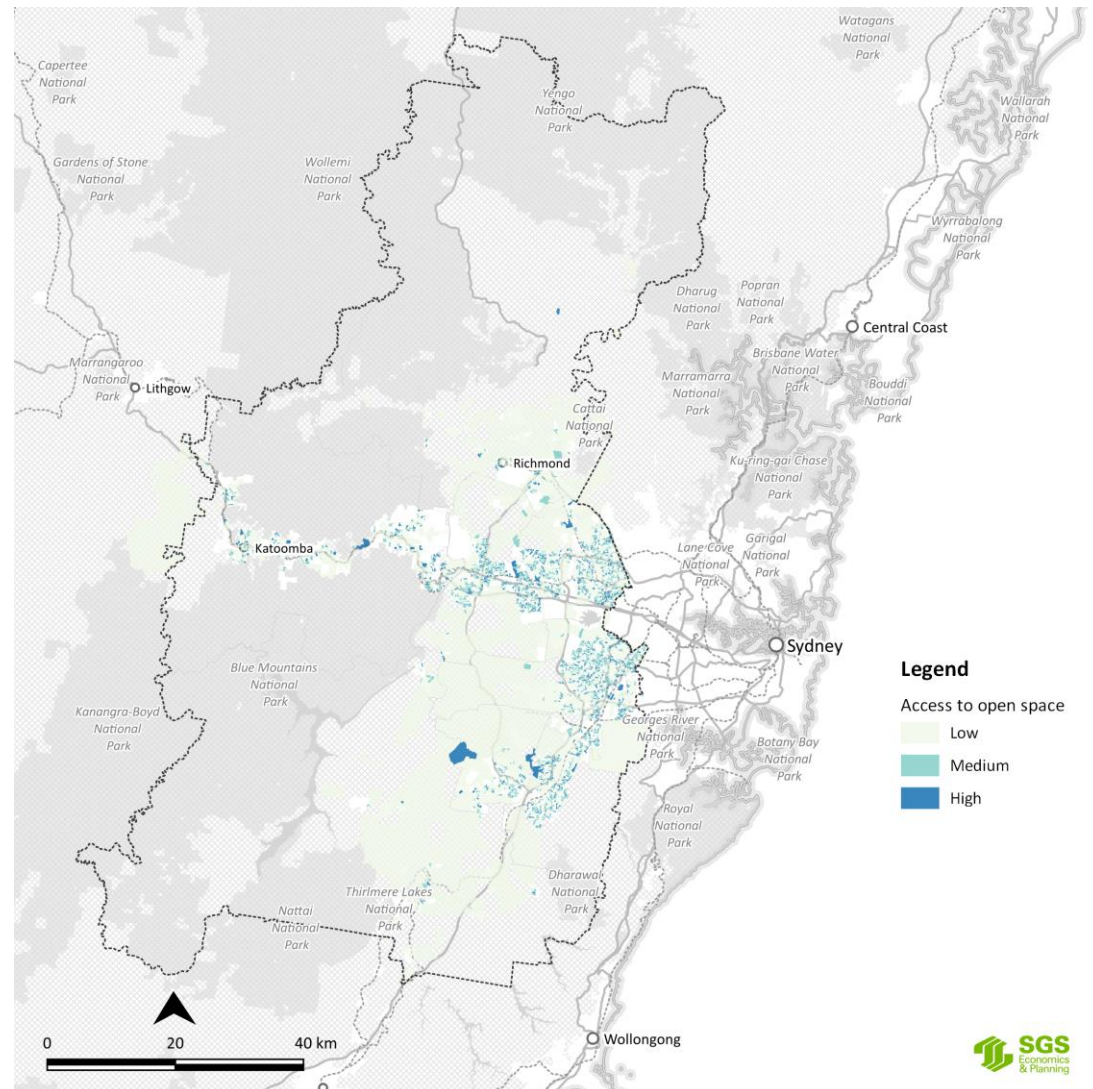 Watagans
National
Park
Capertee
National
Park
Yengo
National
Park
Wallarah
National
Park
Gardens of Stone
National
Park
Wollemi
National
Park
Wyrrabalong
National
Park
Dharug
National
Park
Popran
National
Park
Central Coast
Brisbane Water
National
Park
Marrangaroo
National
Park
Lithgow
Marramarra
National
Park
Bouddi
National
Park
Cattai
National
Park
Richmond
Ku-ring-gai Chase
National
Park
Katoomba
Garigal
National
Park
Lane Cove
National
Park
Sydney
Blue Mountains
National
Park
Kanangra-Boyd
National
Park
Georges River
National
Park
Botany Bay
National
Park
Royal
National
Park
Legend
Access to open space
Low
Medium
High
Dharawal
National
Park
Thirlmere Lakes
National
Park
Nattai
National
Park
0 20 40 km
Wollongong
SGS
Economics
& Planning